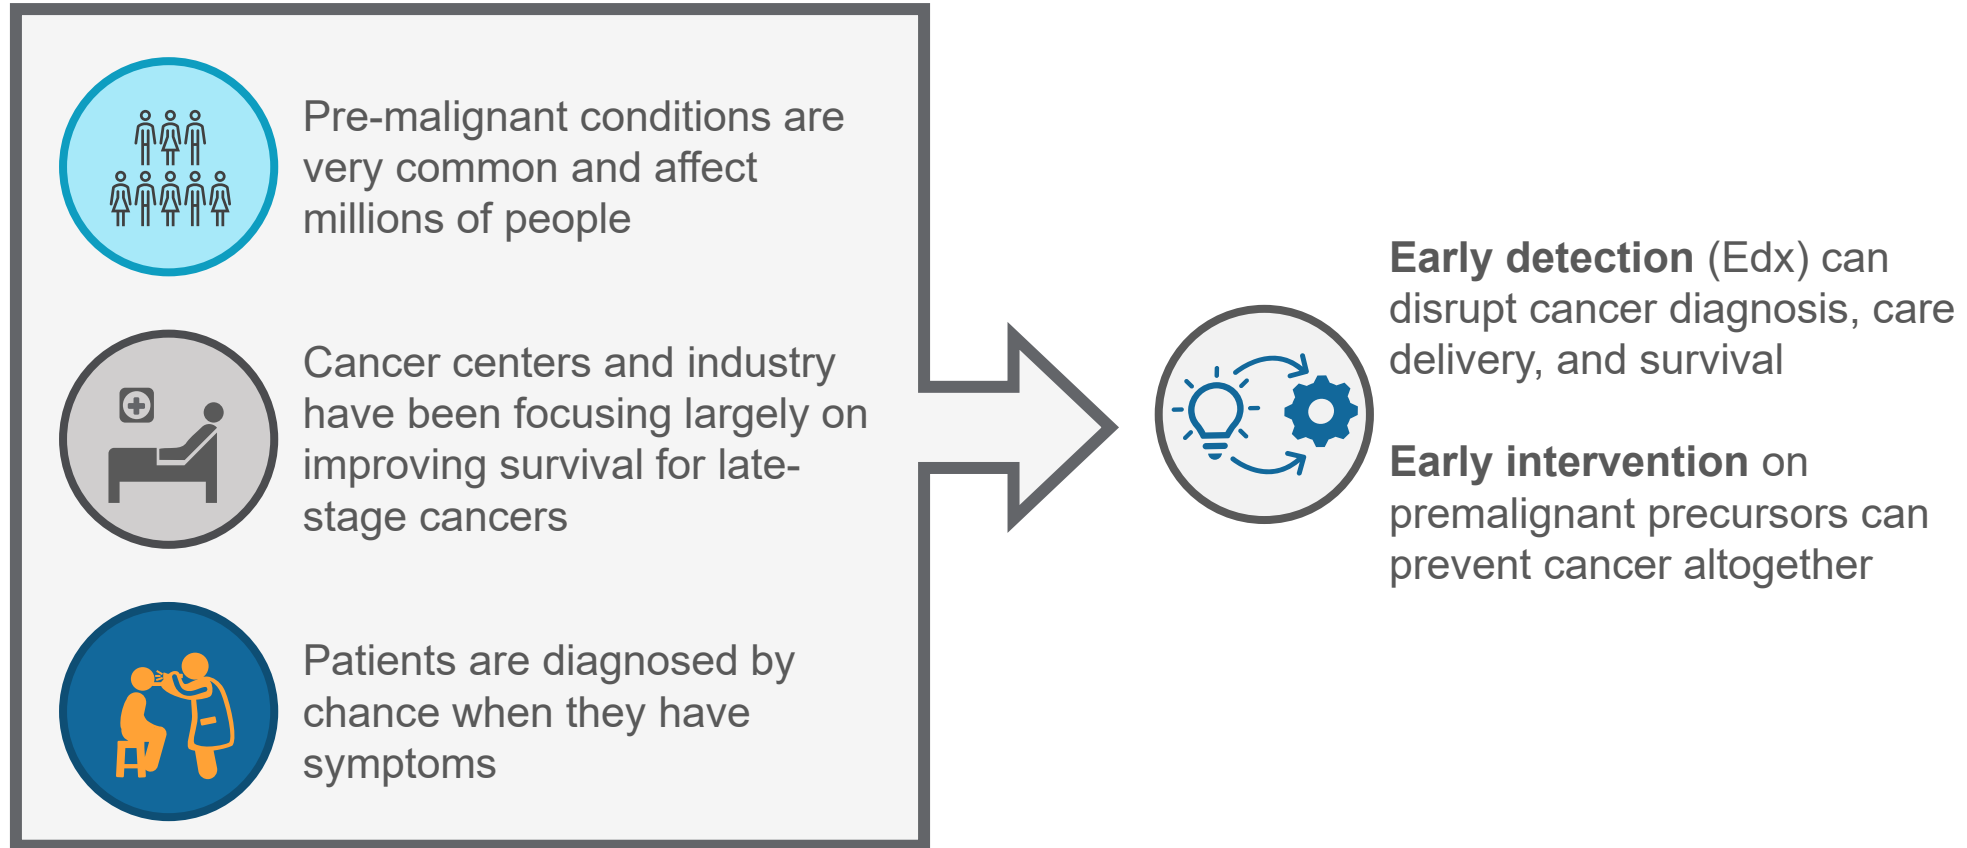 Pre-malignant conditions are
very common and affect
millions of people
Cancer centers and industry
have been focusing largely on
improving survival for late-
stage cancers
Patients are diagnosed by
chance when they have
symptoms
Early detection (Edx) can
disrupt cancer diagnosis, care
delivery, and survival
Early intervention on
premalignant precursors can
prevent cancer altogether